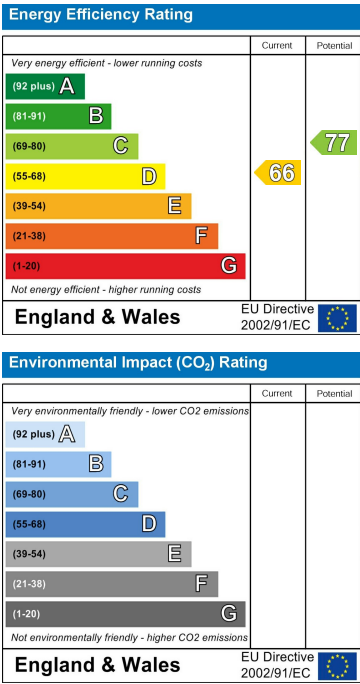 Energy Efficiency Rating
Current Potential
Very energy efficient - lower running costs
(92 plus) A
(81-91) B
(69-80) C
77
(55-68) D
66
(39-54) E
(21-38) F
(1-20) G
Not energy efficient - higher running costs
England & Wales
EU Directive
2002/91/EC
Environmental Impact (CO₂) Rating
Current Potential
Very environmentally friendly - lower CO2 emissions
(92 plus) A
(81-91) B
(69-80) C
(55-68) D
(39-54) E
(21-38) F
(1-20) G
Not environmentally friendly - higher CO2 emissions
England & Wales
EU Directive
2002/91/EC